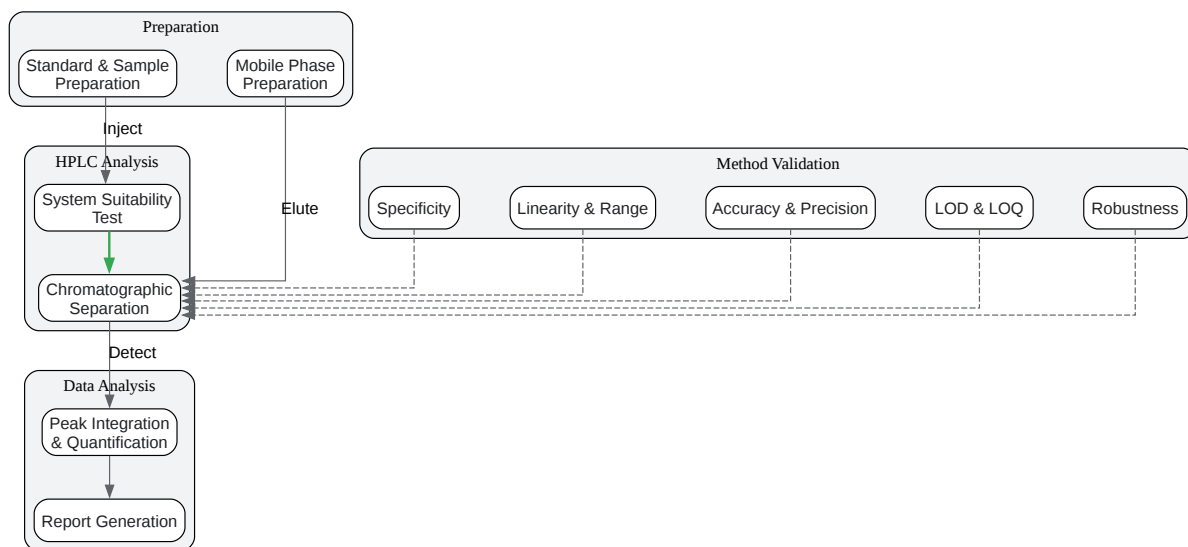 Preparation
Standard & Sample
Preparation
Mobile Phase
Preparation
Inject
HPLC Analysis
System Suitability
Test
Elute
Chromatographic
Separation
Method Validation
Specificity
Linearity & Range
Accuracy & Precision
LOD & LOQ
Robustness
Detect
Data Analysis
Peak Integration
& Quantification
Report Generation